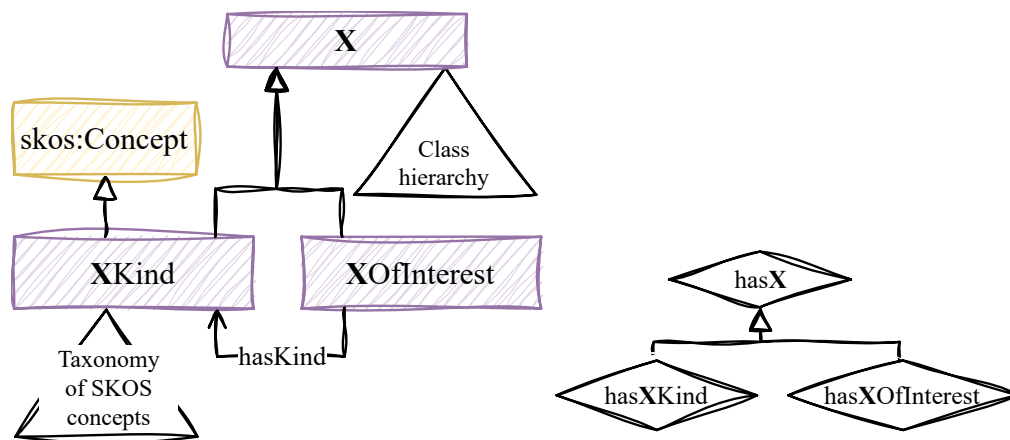 X
skos:Concept
Class
hierarchy
XKind
XOfInterest
hasKind
Taxonomy
of SKOS
concepts
hasX
hasXKind
hasXOfInterest